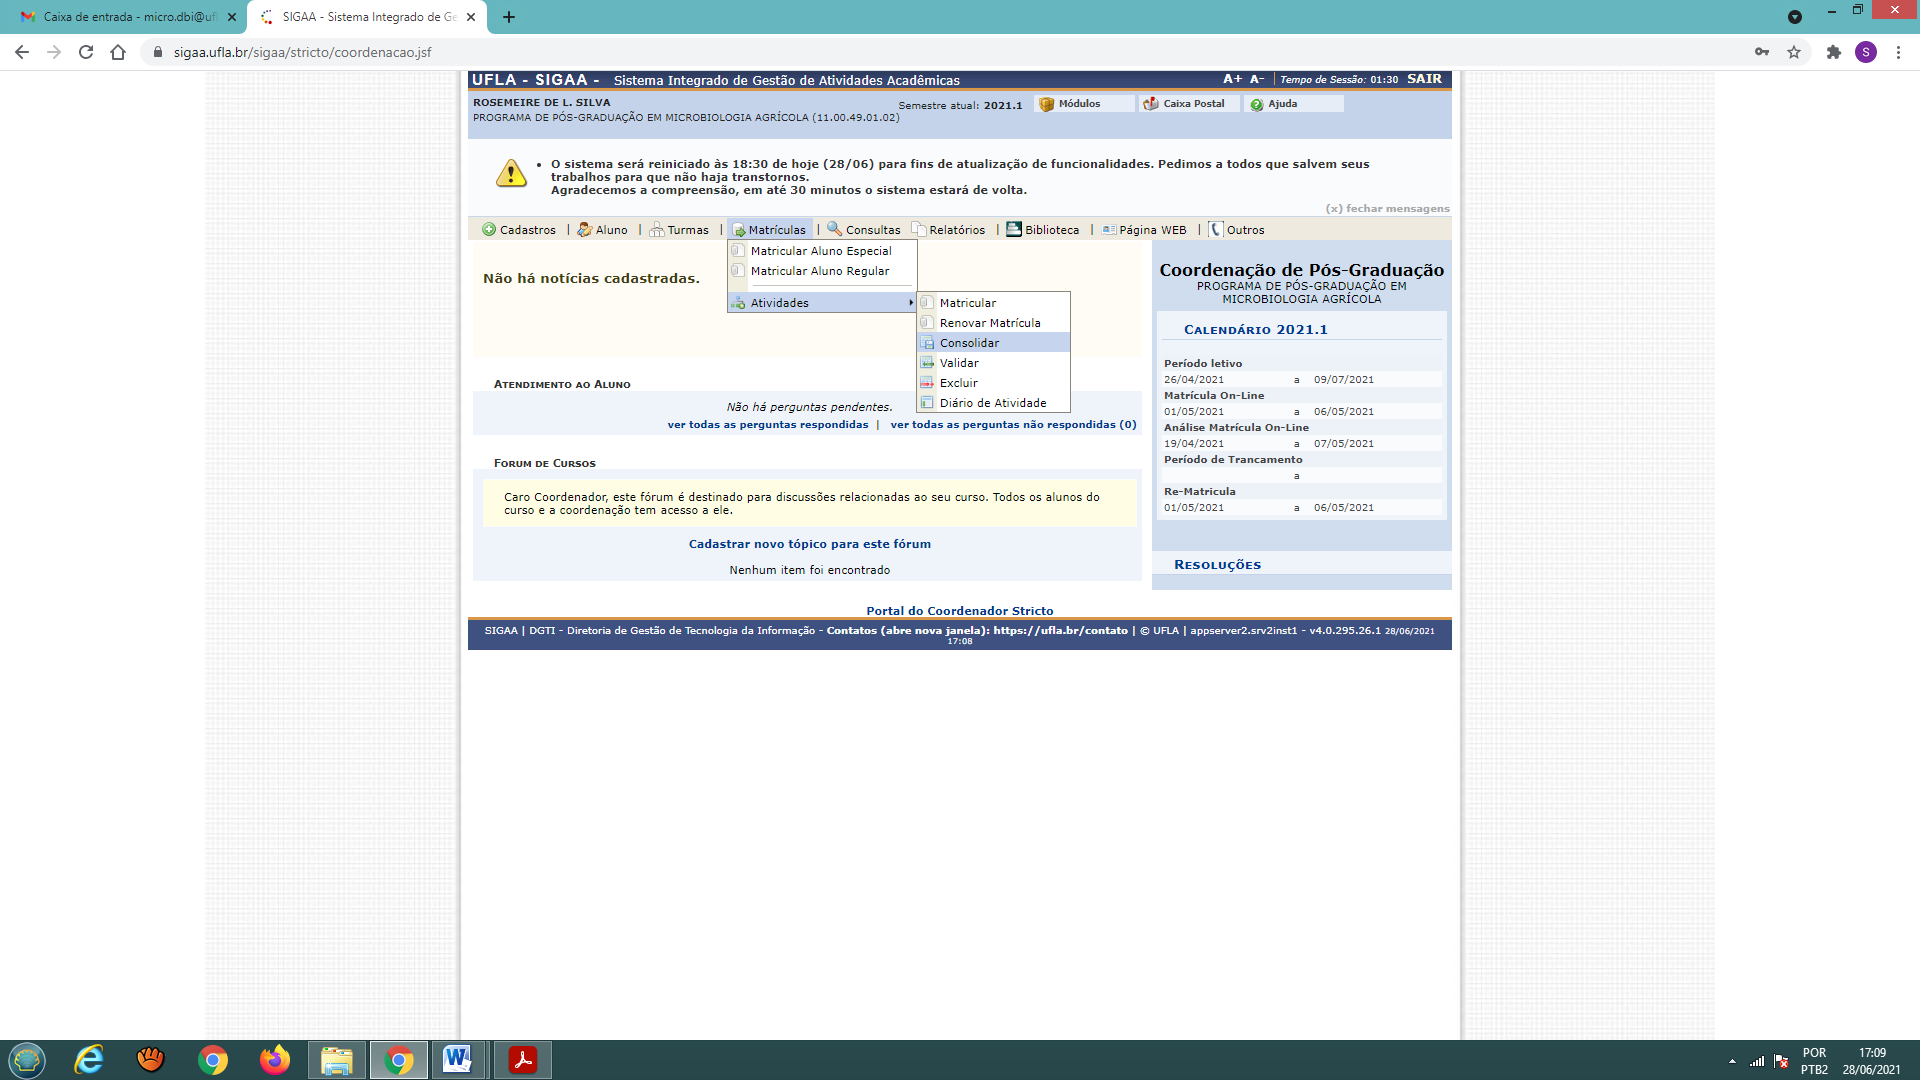 Caixa de entrada - micro.dbi@ufl
SIGAA - Sistema Integrado de Ge
sigaa.ufla.br/sigaa/stricto/coordenacao.jsf
S
UFLA - SIGAA - Sistema Integrado de Gestão de Atividades Acadêmicas
A+ A- Tempo de Sessão: 01:30 SAIR
ROSEMEIRE DE L. SILVA
PROGRAMA DE PÓS-GRADUAÇÃO EM MICROBIOLOGIA AGRÍCOLA (11.00.49.01.02)
Semestre atual: 2021.1
Módulos
Caixa Postal
Ajuda
• O sistema será reiniciado às 18:30 de hoje (28/06) para fins de atualização de funcionalidades. Pedimos a todos que salvem seus
trabalhos para que não haja transtornos.
Agradecemos a compreensão, em até 30 minutos o sistema estará de volta.
(x) fechar mensagens
Cadastros | Aluno | Turmas | Matrículas | Consultas Relatórios | Biblioteca | Página WEB | Outros
Matricular Aluno Especial
Matricular Aluno Regular
Atividades
Matricular
Renovar Matrícula
Consolidar
Validar
Excluir
Diário de Atividade
Não há notícias cadastradas.
Atendimento ao Aluno
Não há perguntas pendentes.
ver todas as perguntas respondidas | ver todas as perguntas não respondidas (0)
Forum de Cursos
Caro Coordenador, este fórum é destinado para discussões relacionadas ao seu curso. Todos os alunos do
curso e a coordenação tem acesso a ele.
Cadastrar novo tópico para este fórum
Nenhum item foi encontrado
Coordenação de Pós-Graduação
PROGRAMA DE PÓS-GRADUAÇÃO EM
MICROBIOLOGIA AGRÍCOLA
Calendário 2021.1
Período letivo
26/04/2021 a 09/07/2021
Matrícula On-Line
01/05/2021 a 06/05/2021
Análise Matrícula On-Line
19/04/2021 a 07/05/2021
Período de Trancamento
a
Re-Matricula
01/05/2021 a 06/05/2021
Resoluções
Portal do Coordenador Stricto
SIGAA | DGTI - Diretoria de Gestão de Tecnologia da Informação - Contatos (abre nova janela): https://ufla.br/contato | © UFLA | appserver2.srv2inst1 - v4.0.295.26.1 28/06/2021
17:08
POR
PTB2
17:09
28/06/2021